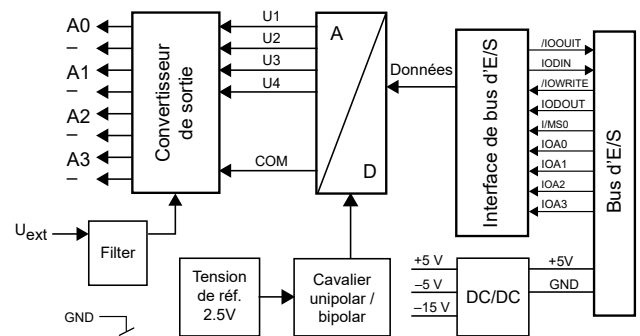 A0
–
A1
–
A2
–
A3
–
Convertisseur
de sortie
U1
U2
U3
U4
COM
A
D
Données
Interface de bus d'E/S
/IOOUIT
IODIN
/IOWRITE
IODOUT
I/MS0
IOA0
IOA1
IOA2
IOA3
Bus d'E/S
Uext
Filter
Tension
de réf.
2.5V
Cavalier
unipolar /
bipolar
+5 V
–5 V
–15 V
DC/DC
+5V
GND
GND